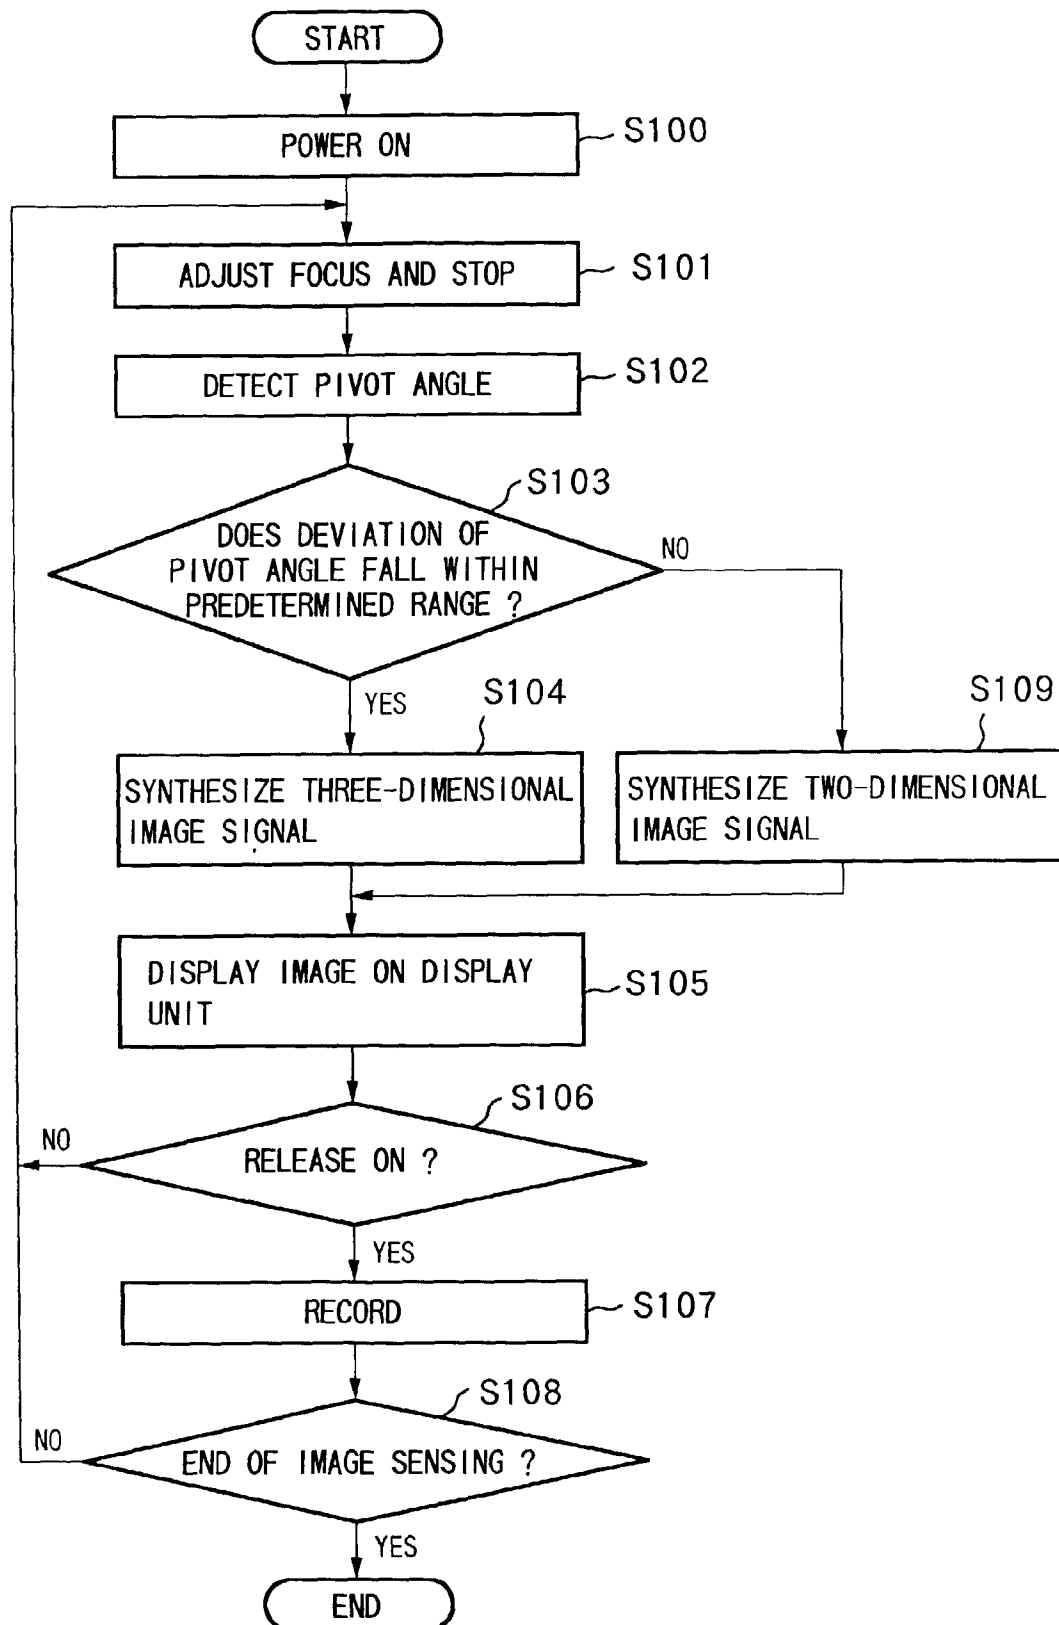 START
POWER ON
S100
ADJUST FOCUS AND STOP
S101
DETECT PIVOT ANGLE
S102
S103
DOES DEVIATION OF
PIVOT ANGLE FALL WITHIN
PREDETERMINED RANGE ?
NO
YES
S104
S109
SYNTHESIZE THREE-DIMENSIONAL
IMAGE SIGNAL
SYNTHESIZE TWO-DIMENSIONAL
IMAGE SIGNAL
DISPLAY IMAGE ON DISPLAY
UNIT
S105
S106
NO
RELEASE ON ?
YES
RECORD
S107
S108
NO
END OF IMAGE SENSING ?
YES
END